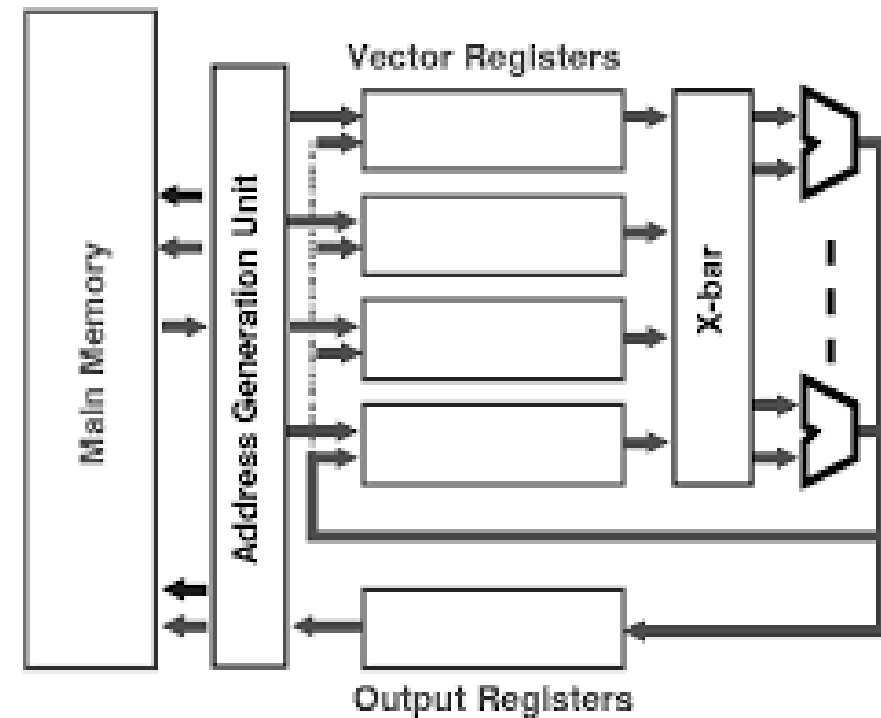 Vector Registers
Main Memory
Address Generation Unit
X-bar
Output Registers